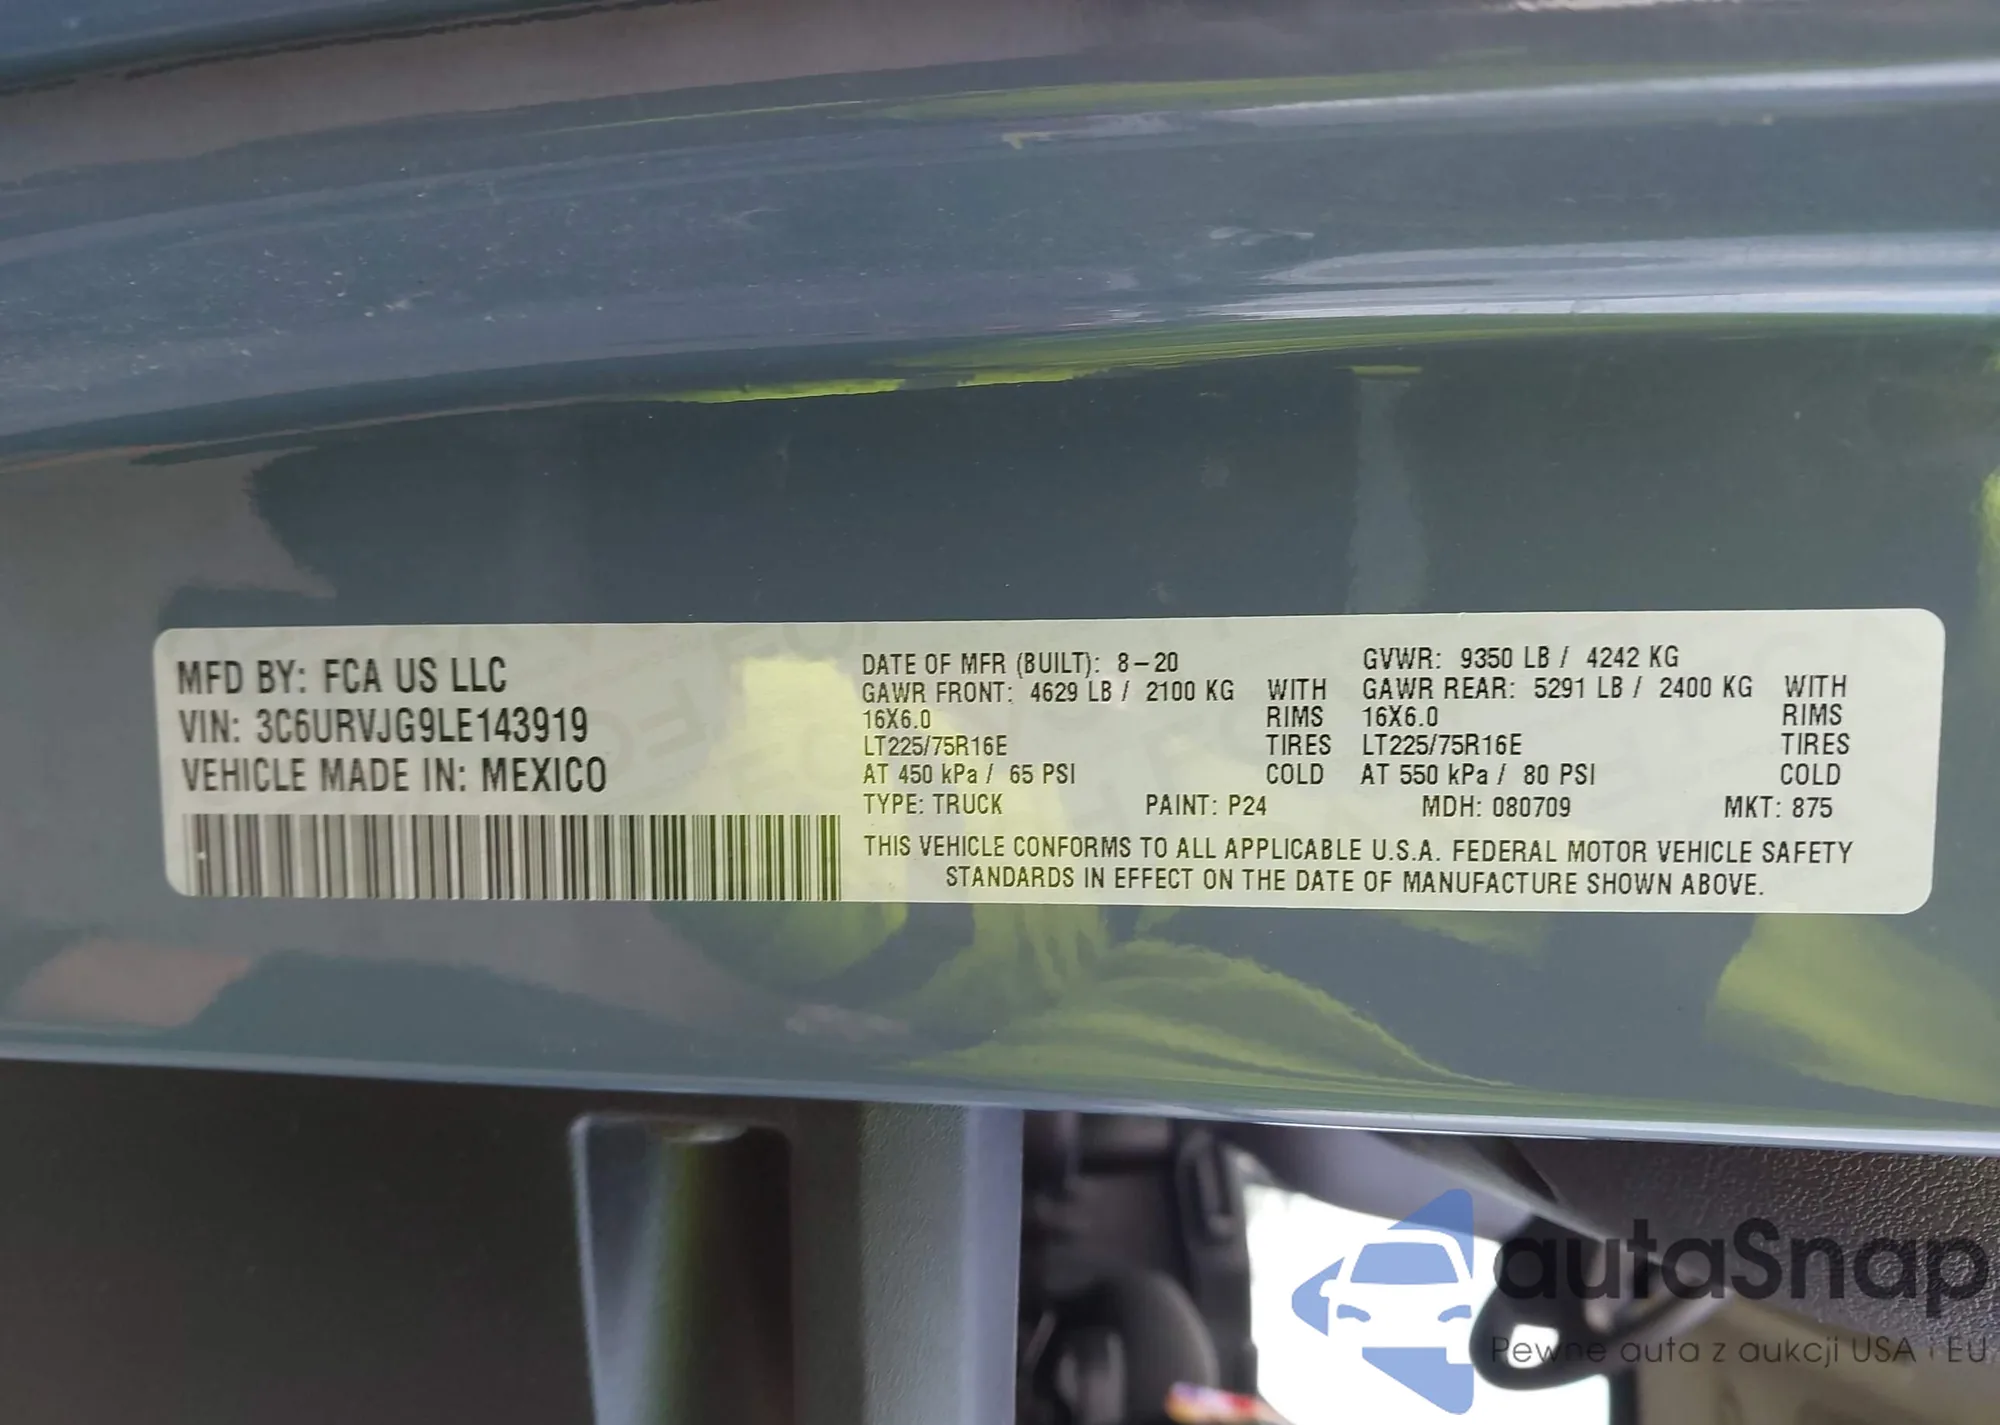 MFD BY: FCA US LLC
VIN: 3C6URVJG9LE143919
VEHICLE MADE IN: MEXICO
DATE OF MFR (BUILT): 8-20 GVWR: 9350 LB / 4242 KG
GAWR FRONT: 4629 LB / 2100 KG WITH GAWR REAR: 5291 LB / 2400 KG WITH
16X6.0 RIMS 16X6.0 RIMS
LT225/75R16E TIRES LT225/75R16E TIRES
AT 450 kPa / 65 PSI COLD AT 550 kPa / 80 PSI COLD
TYPE: TRUCK PAINT: P24 MDH: 080709 MKT: 875
THIS VEHICLE CONFORMS TO ALL APPLICABLE U.S.A. FEDERAL MOTOR VEHICLE SAFETY
STANDARDS IN EFFECT ON THE DATE OF MANUFACTURE SHOWN ABOVE.
autaSnap
Pewne auta z aukcji USA i EU